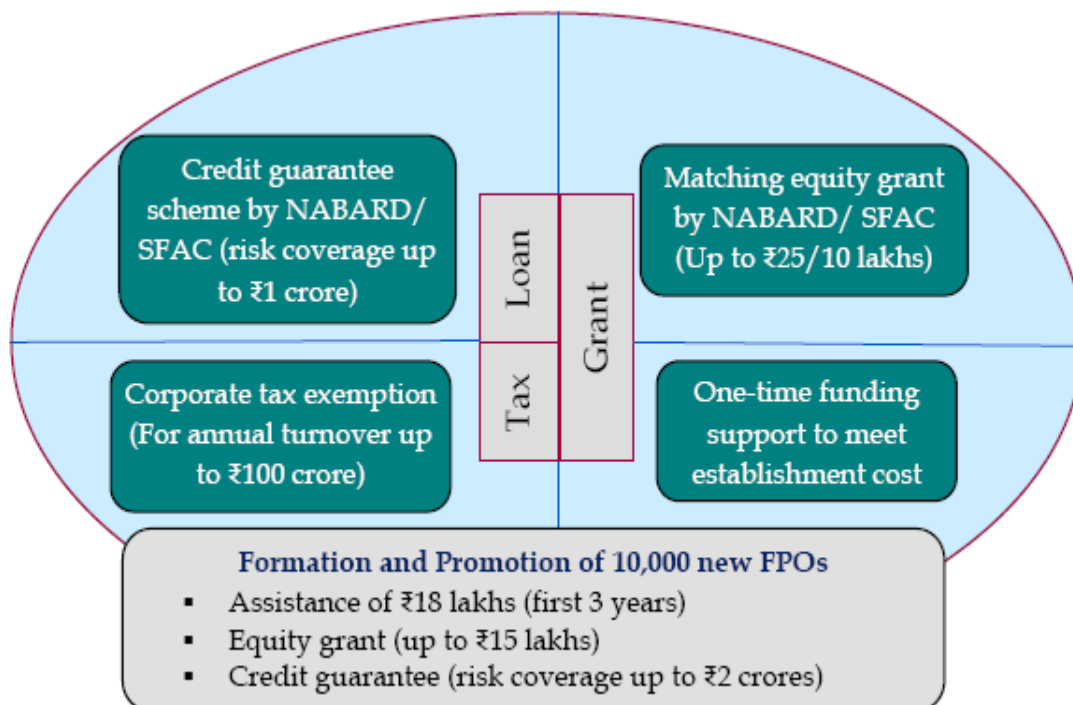 Credit guarantee
scheme by NABARD/
SFAC (risk coverage up
to ₹1 crore)
Matching equity grant
by NABARD/ SFAC
(Up to ₹25/10 lakhs)
Loan
Grant
Tax
Corporate tax exemption
(For annual turnover up
to ₹100 crore)
One-time funding
support to meet
establishment cost
Formation and Promotion of 10,000 new FPOs
▪ Assistance of ₹18 lakhs (first 3 years)
▪ Equity grant (up to ₹15 lakhs)
▪ Credit guarantee (risk coverage up to ₹2 crores)